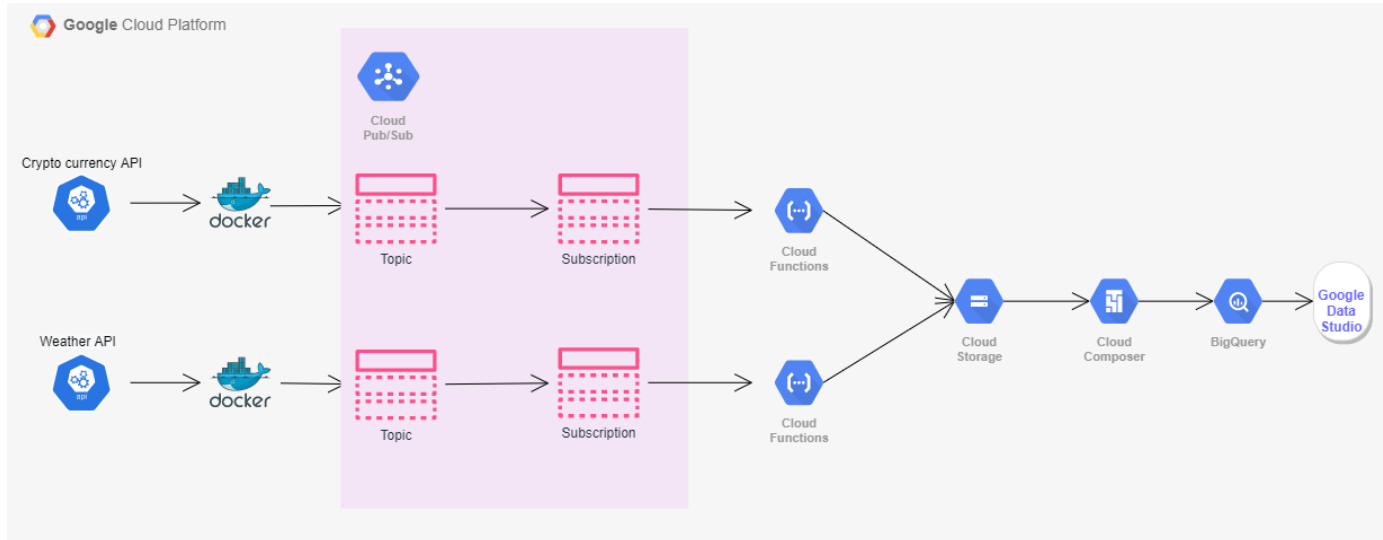 Google Cloud Platform
Cloud
Pub/Sub
Crypto currency API
api
docker
Topic
Subscription
Cloud
Functions
Weather API
api
docker
Topic
Subscription
Cloud
Functions
Cloud
Storage
Cloud
Composer
BigQuery
Google
Data
Studio